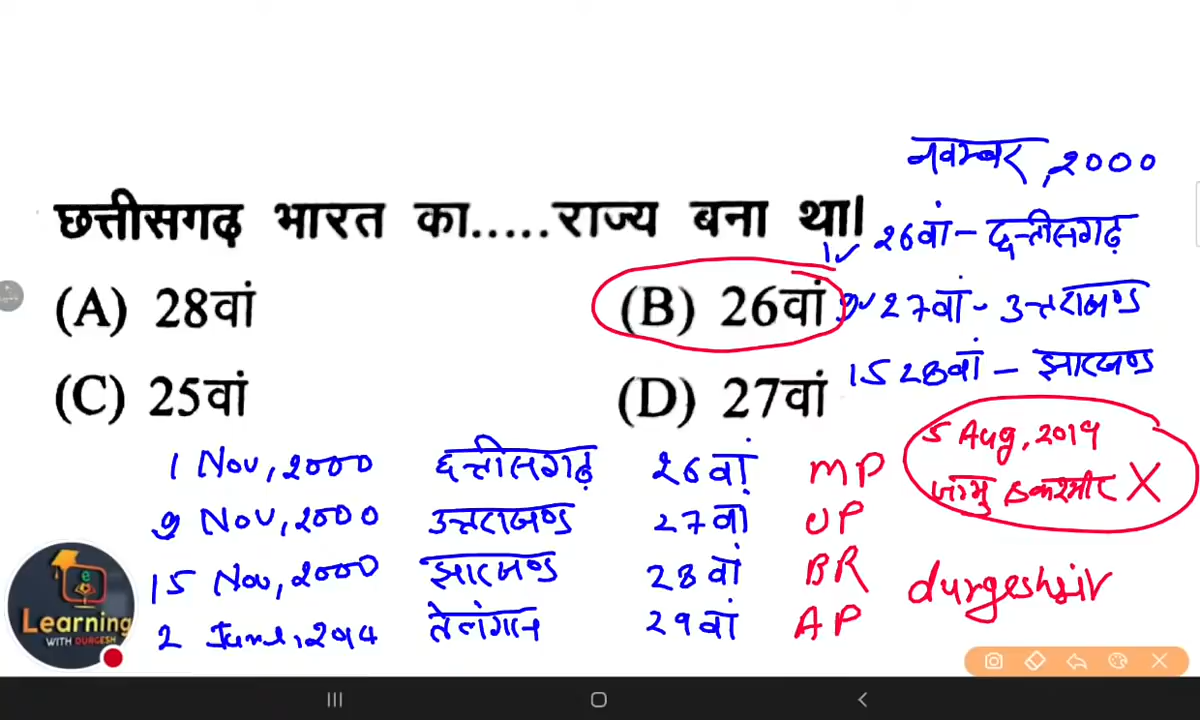 नवम्बर, 2000
छत्तीसगढ़ भारत का.....राज्य बना था।
1 26वां - छत्तीसगढ़
(A) 28वां
(B) 26वां
9 27वां - उत्तराखण्ड
15 28वां - झारखण्ड
(C) 25वां
(D) 27वां
5 Aug, 2019
जम्मु & कश्मीर X
1 Nov, 2000 छत्तीसगढ़ 26वां MP
9 Nov, 2000 उत्तराखण्ड 27वां UP
15 Nov, 2000 झारखण्ड 28वां BR
2 June, 2014 तेलंगाना 29वां AP
durgeshsir
e
Learning
WITH DURGESH